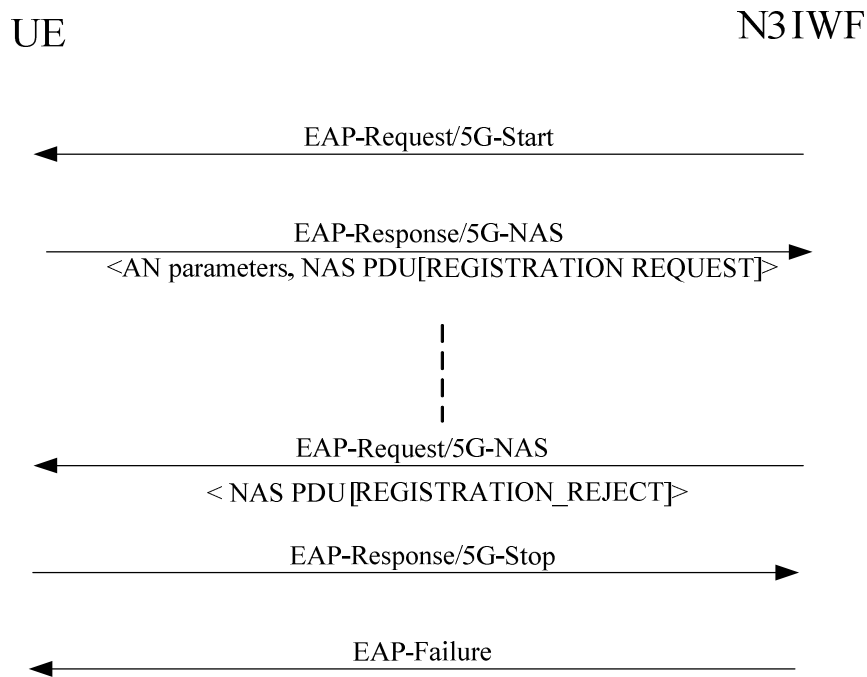 UE
N3IWF
EAP-Request/5G-Start
EAP-Response/5G-NAS
<AN parameters, NAS PDU[REGISTRATION REQUEST]>
EAP-Request/5G-NAS
< NAS PDU[REGISTRATION_REJECT]>
EAP-Response/5G-Stop
EAP-Failure